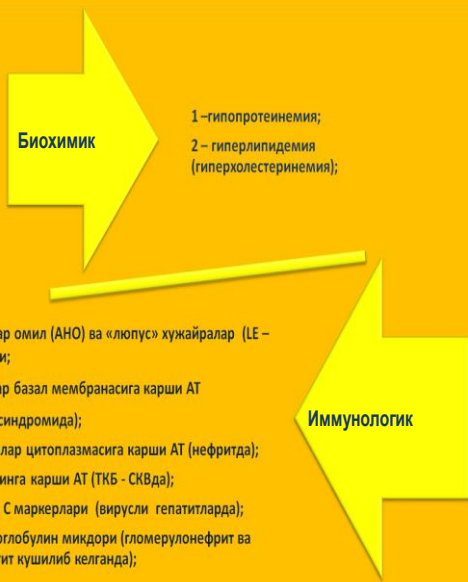 Биохимик
1 –гипопротеинемия;
2 – гиперлипидемия
(гиперхолестеринемия);
ар омил (АНО) ва «люпус» хужайралар (LE –
и;
ар базал мембранасига карши АТ
синдромида);
лар цитоплазмасига карши АТ (нефритда);
инга карши АТ (ТКБ - СКВда);
С маркерлари (вирусли гепатитларда);
оглобулин микдори (гломерулонефрит ва
ит кушилиб келганда);
Иммунологик